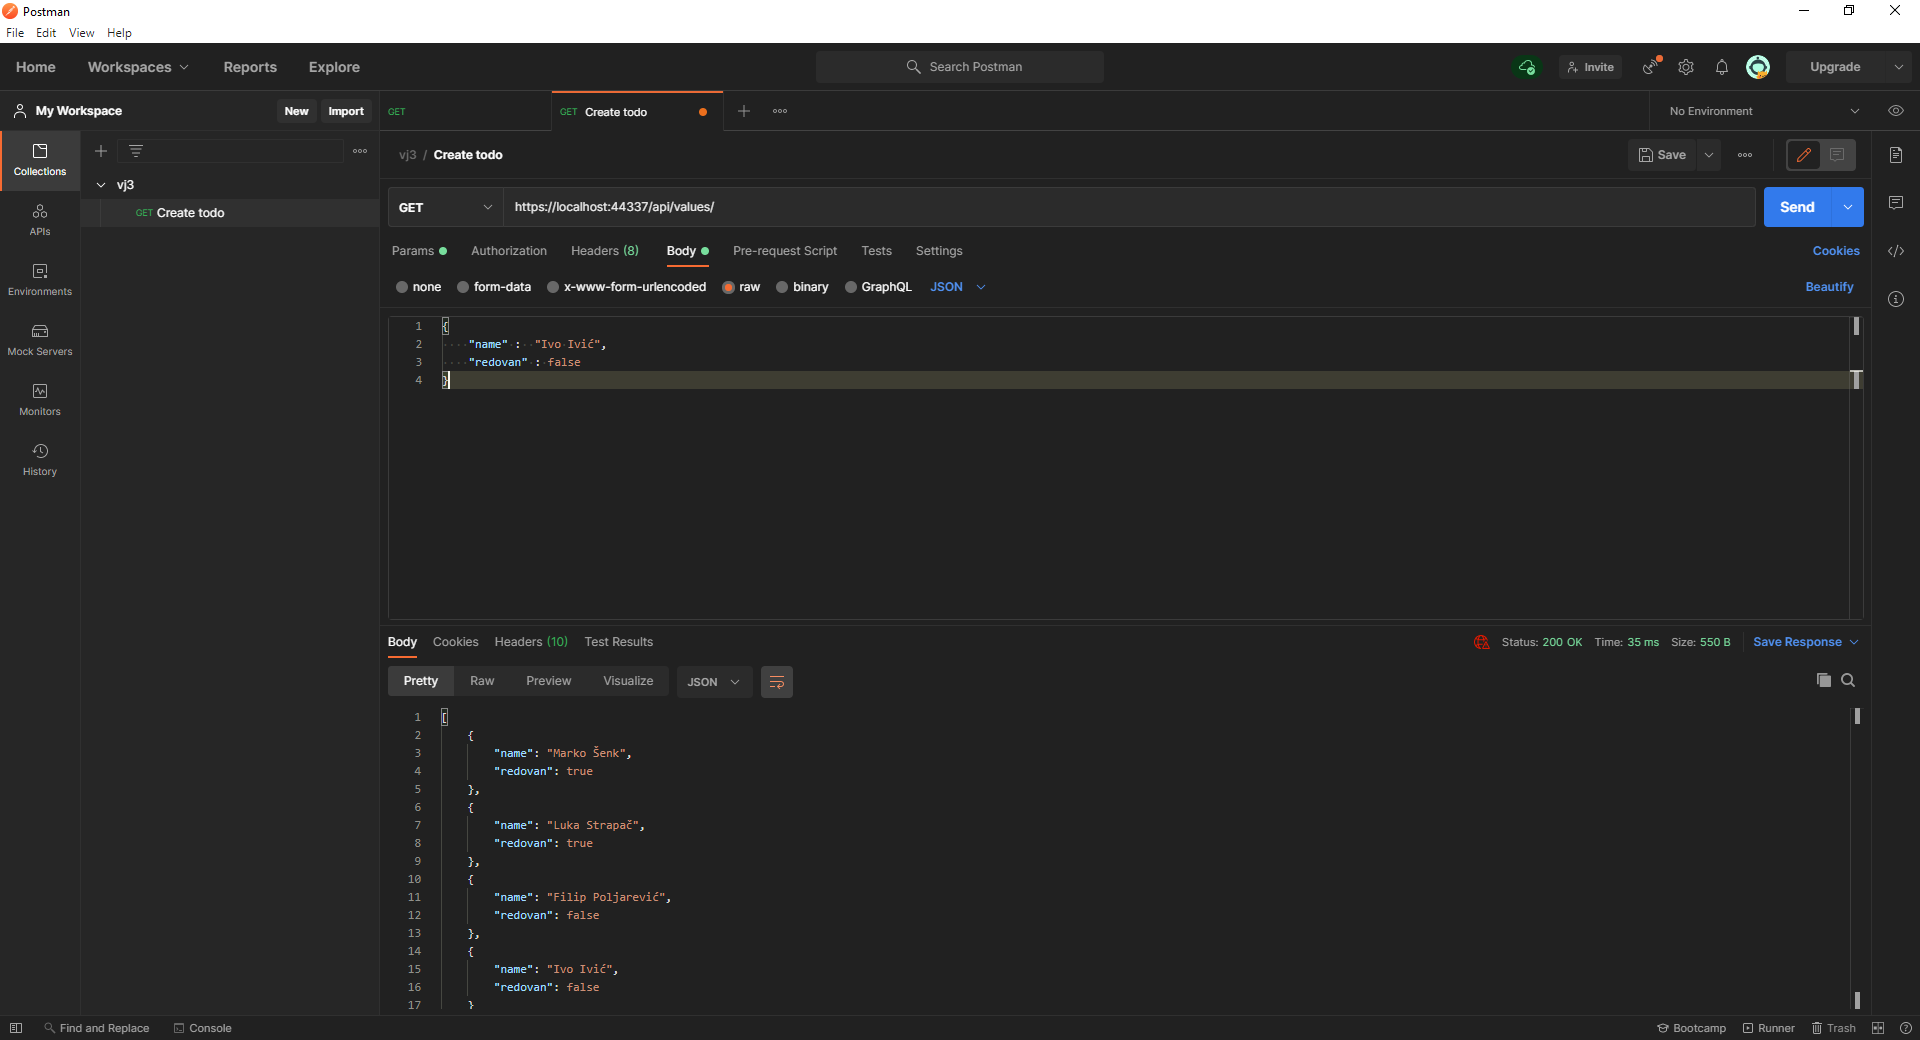 Postman
File Edit View Help
Home Workspaces Reports Explore Search Postman Invite Upgrade
My Workspace New Import GET GET Create todo No Environment
Collections
vj3 / Create todo Save
vj3
GET Create todo
APIs
Environments
Mock Servers
Monitors
History
GET https://localhost:44337/api/values/ Send
Params Authorization Headers (8) Body Pre-request Script Tests Settings Cookies
none form-data x-www-form-urlencoded raw binary GraphQL JSON Beautify
1 {
2 "name" : "Ivo Ivić",
3 "redovan" : false
4 }
Body Cookies Headers (10) Test Results Status: 200 OK Time: 35 ms Size: 550 B Save Response
Pretty Raw Preview Visualize JSON
1 [
2 {
3 "name": "Marko Šenk",
4 "redovan": true
5 },
6 {
7 "name": "Luka Strapač",
8 "redovan": true
9 },
10 {
11 "name": "Filip Poljarević",
12 "redovan": false
13 },
14 {
15 "name": "Ivo Ivić",
16 "redovan": false
17 }
Find and Replace Console Bootcamp Runner Trash